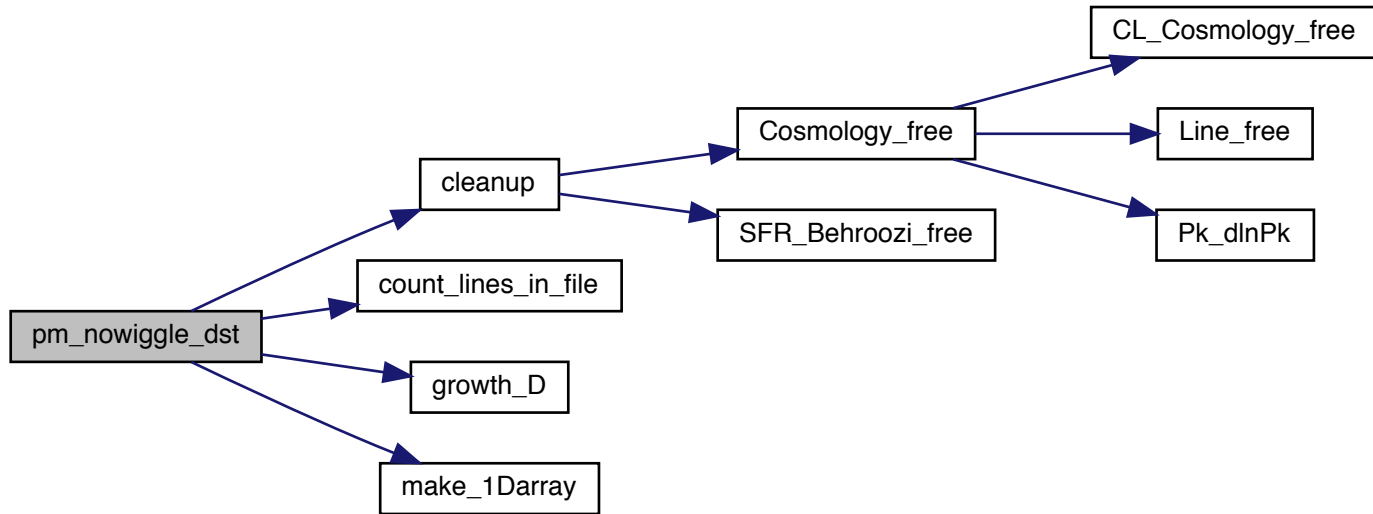 CL_Cosmology_free
Cosmology_free
Line_free
cleanup
SFR_Behroozi_free
Pk_dlnPk
count_lines_in_file
pm_nowiggle_dst
growth_D
make_1Darray